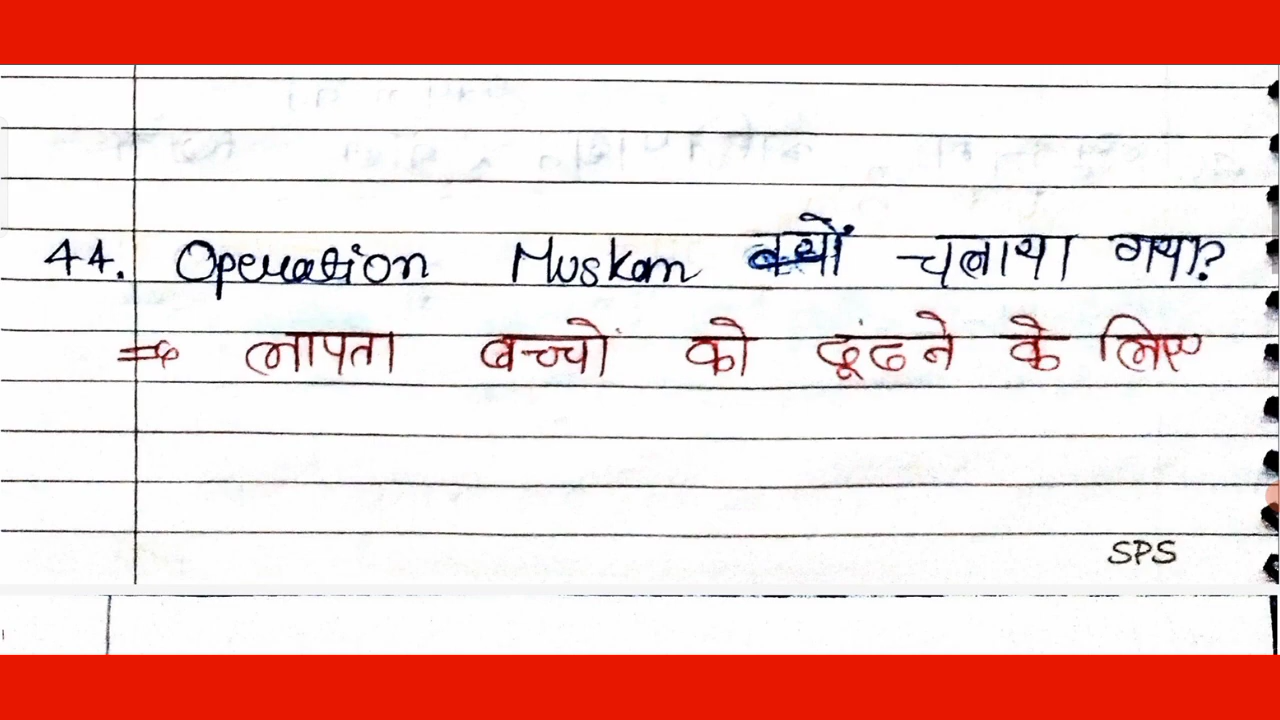 44. Operation Muskan क्यों चलाया गया?
⇒ लापता बच्चों को ढूंढने के लिए
SPS